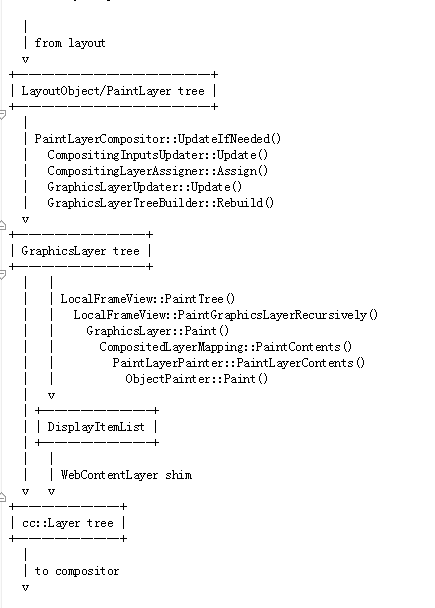 |
| from layout
v
+————————————————+
| LayoutObject/PaintLayer tree |
+————————————————+
|
| PaintLayerCompositor::UpdateIfNeeded()
|   CompositingInputsUpdater::Update()
|   CompositingLayerAssigner::Assign()
|   GraphicsLayerUpdater::Update()
|   GraphicsLayerTreeBuilder::Rebuild()
v
+———————————+
| GraphicsLayer tree |
+———————————+
|   |
|   | LocalFrameView::PaintTree()
|   |   LocalFrameView::PaintGraphicsLayerRecursively()
|   |     GraphicsLayer::Paint()
|   |       CompositedLayerMapping::PaintContents()
|   |         PaintLayerPainter::PaintLayerContents()
|   |           ObjectPainter::Paint()
|   v
| +—————————+
| | DisplayItemList |
| +—————————+
|   |
|   | WebContentLayer shim
v   v
+————————+
| cc::Layer tree |
+————————+
|
| to compositor
v